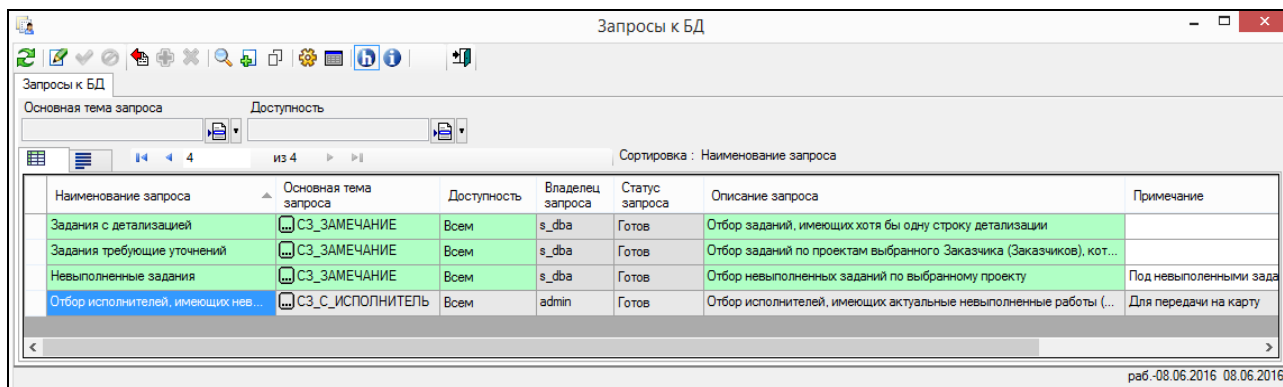 Запросы к БД
Запросы к БД
Основная тема запроса Доступность
4 из 4 Сортировка : Наименование запроса
Наименование запроса Основная тема запроса Доступность Владелец запроса Статус запроса Описание запроса Примечание
Задания с детализацией ... СЗ_ЗАМЕЧАНИЕ Всем s_dba Готов Отбор заданий, имеющих хотя бы одну строку детализации
Задания требующие уточнений ... СЗ_ЗАМЕЧАНИЕ Всем s_dba Готов Отбор заданий по проектам выбранного Заказчика (Заказчиков), кот...
Невыполненные задания ... СЗ_ЗАМЕЧАНИЕ Всем s_dba Готов Отбор невыполненных заданий по выбранному проекту Под невыполенными зада
Отбор исполнителей, имеющих нев... ... СЗ_С_ИСПОЛНИТЕЛЬ Всем admin Готов Отбор исполнителей, имеющих актуальные невыполненные работы (... Для передачи на карту
раб.-08.06.2016 08.06.2016